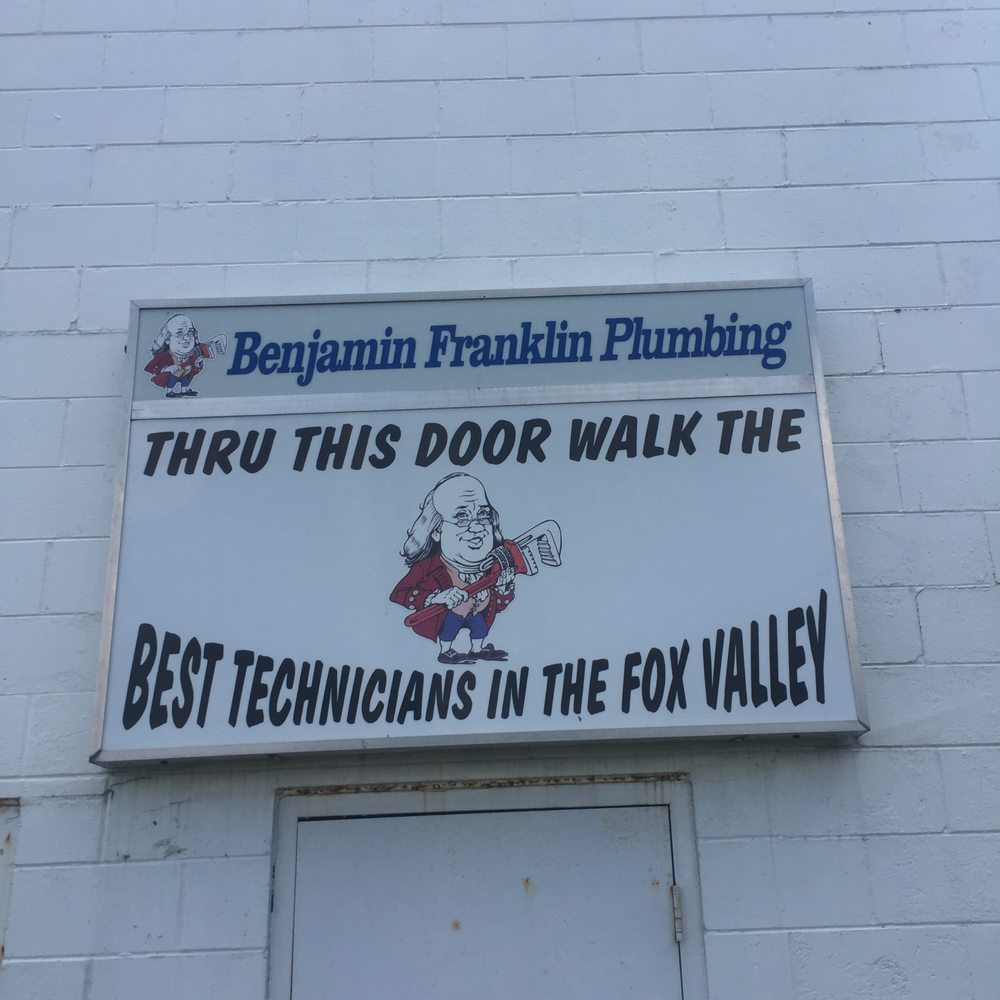 Benjamin Franklin Plumbing
THRU THIS DOOR WALK THE
BEST TECHNICIANS IN THE FOX VALLEY